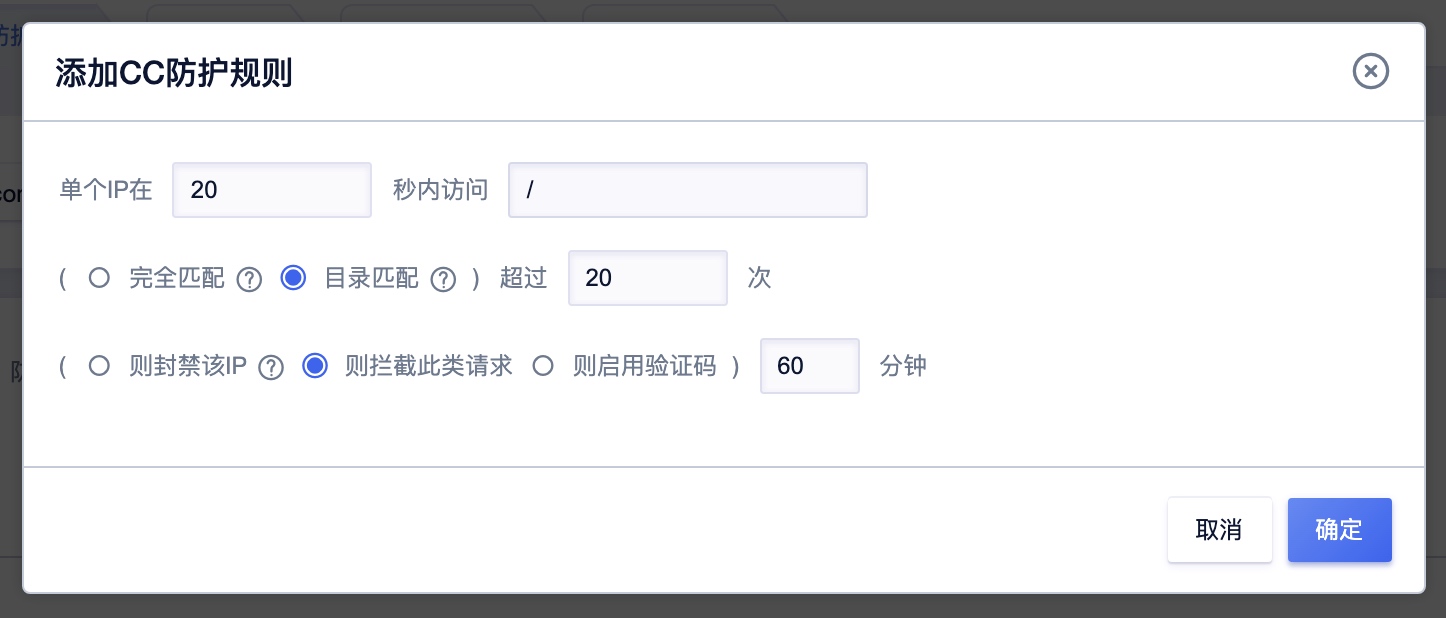 添加CC防护规则
单个IP在 20 秒内访问 /
( 完全匹配 ? 目录匹配 ? ) 超过 20 次
( 则封禁该IP ? 则拦截此类请求 则启用验证码 ) 60 分钟
取消 确定